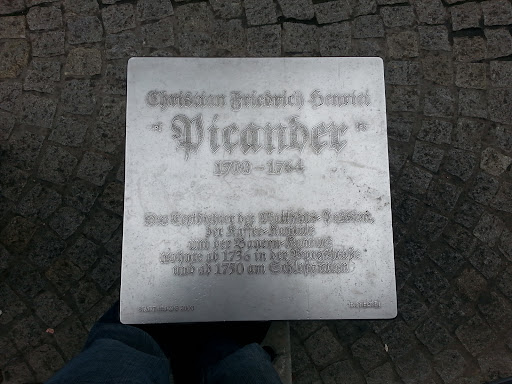 Christian Friedrich Henrici
"Picander"
1700 – 1764
Der Textdichter der Matthäus-Passion,
der Kaffee-Kantate
und der Bauern-Kantate
wohnte ab 1736 in der Burgstraße
und ab 1750 am